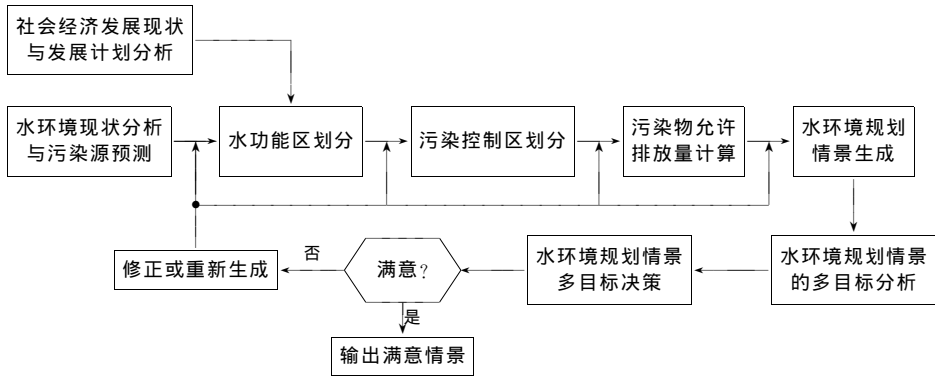 社会经济发展现状
与发展计划分析
水环境现状分析
与污染源预测
水功能区划分
污染控制区划分
污染物允许
排放量计算
水环境规划
情景生成
修正或重新生成
否
满意?
水环境规划情景
多目标决策
水环境规划情景
的多目标分析
是
输出满意情景